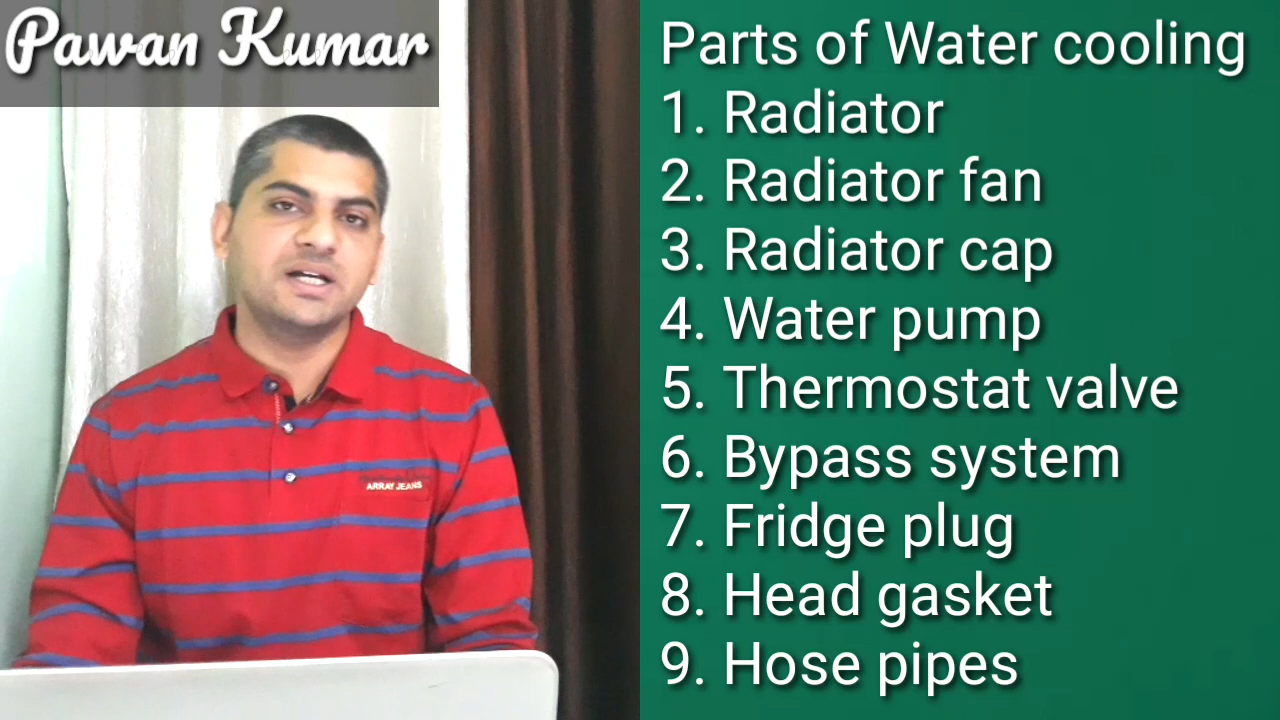 Pawan Kumar
ARRAY JEANS
Parts of Water cooling
1. Radiator
2. Radiator fan
3. Radiator cap
4. Water pump
5. Thermostat valve
6. Bypass system
7. Fridge plug
8. Head gasket
9. Hose pipes